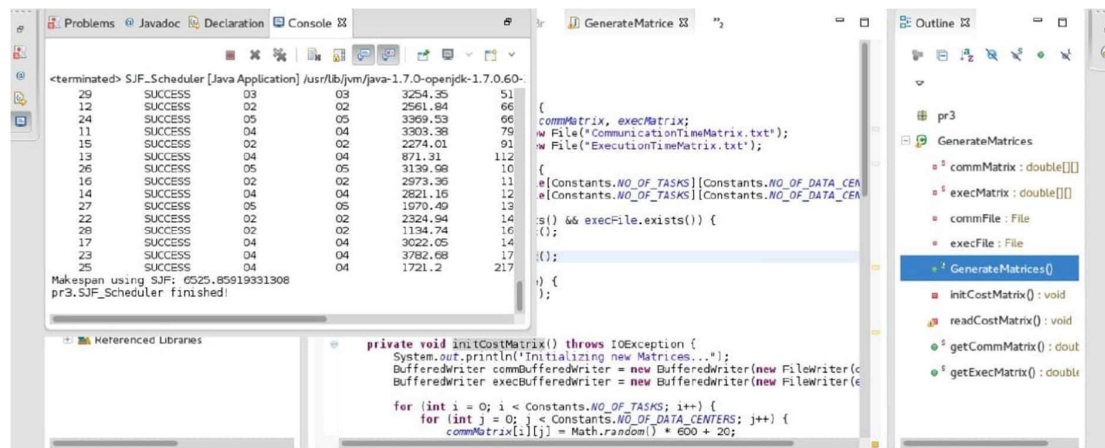 Problems @ Javadoc Declaration Console
<terminated> SJF_Scheduler [Java Application] /usr/lib/jvm/java-1.7.0-openjdk-1.7.0.60-
29 SUCCESS 03 03 3254.35 51
12 SUCCESS 02 02 2561.84 66
24 SUCCESS 05 05 3369.53 66
11 SUCCESS 04 04 3303.38 79
15 SUCCESS 02 02 2274.01 91
13 SUCCESS 04 04 871.31 112
26 SUCCESS 05 05 3139.98 10
16 SUCCESS 02 02 2973.36 11
14 SUCCESS 04 04 2821.16 12
27 SUCCESS 05 05 1970.49 13
22 SUCCESS 02 02 2324.94 14
28 SUCCESS 02 02 1134.74 16
17 SUCCESS 04 04 3022.05 14
23 SUCCESS 04 04 3782.68 17
25 SUCCESS 04 04 1721.2 217
Makespan using SJF: 6525.85919331308
pr3.SJF_Scheduler finished!
Referenced Libraries
GenerateMatrice
»2
{
commMatrix, execMatrix;
w File("CommunicationTimeMatrix.txt");
w File("ExecutionTimeMatrix.txt");
{
e[Constants.NO_OF_TASKS][Constants.NO_OF_DATA_CEN
e[Constants.NO_OF_TASKS][Constants.NO_OF_DATA_CEN
s() && execFile.exists()) {
();
();
) {
);
private void initCostMatrix() throws IOException {
System.out.println("Initializing new Matrices...");
BufferedWriter commBufferedWriter = new BufferedWriter(new FileWriter(c
BufferedWriter execBufferedWriter = new BufferedWriter(new FileWriter(e
for (int i = 0; i < Constants.NO_OF_TASKS; i++) {
for (int j = 0; j < Constants.NO_OF_DATA_CENTERS; j++) {
commMatrix[i][j] = Math.random() * 600 + 20;
Outline
pr3
GenerateMatrices
commMatrix : double[][]
execMatrix : double[][]
commFile : File
execFile : File
GenerateMatrices()
initCostMatrix() : void
readCostMatrix() : void
getCommMatrix() : doub
getExecMatrix() : double